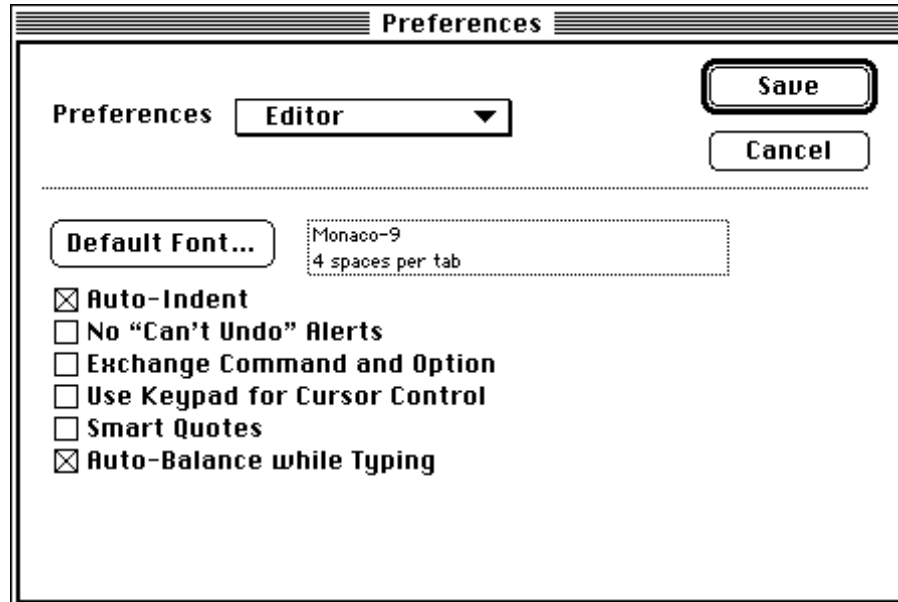 Preferences
Save
Preferences Editor
Cancel
Default Font...
Monaco-9
4 spaces per tab
Auto-Indent
No “Can't Undo” Alerts
Exchange Command and Option
Use Keypad for Cursor Control
Smart Quotes
Auto-Balance while Typing